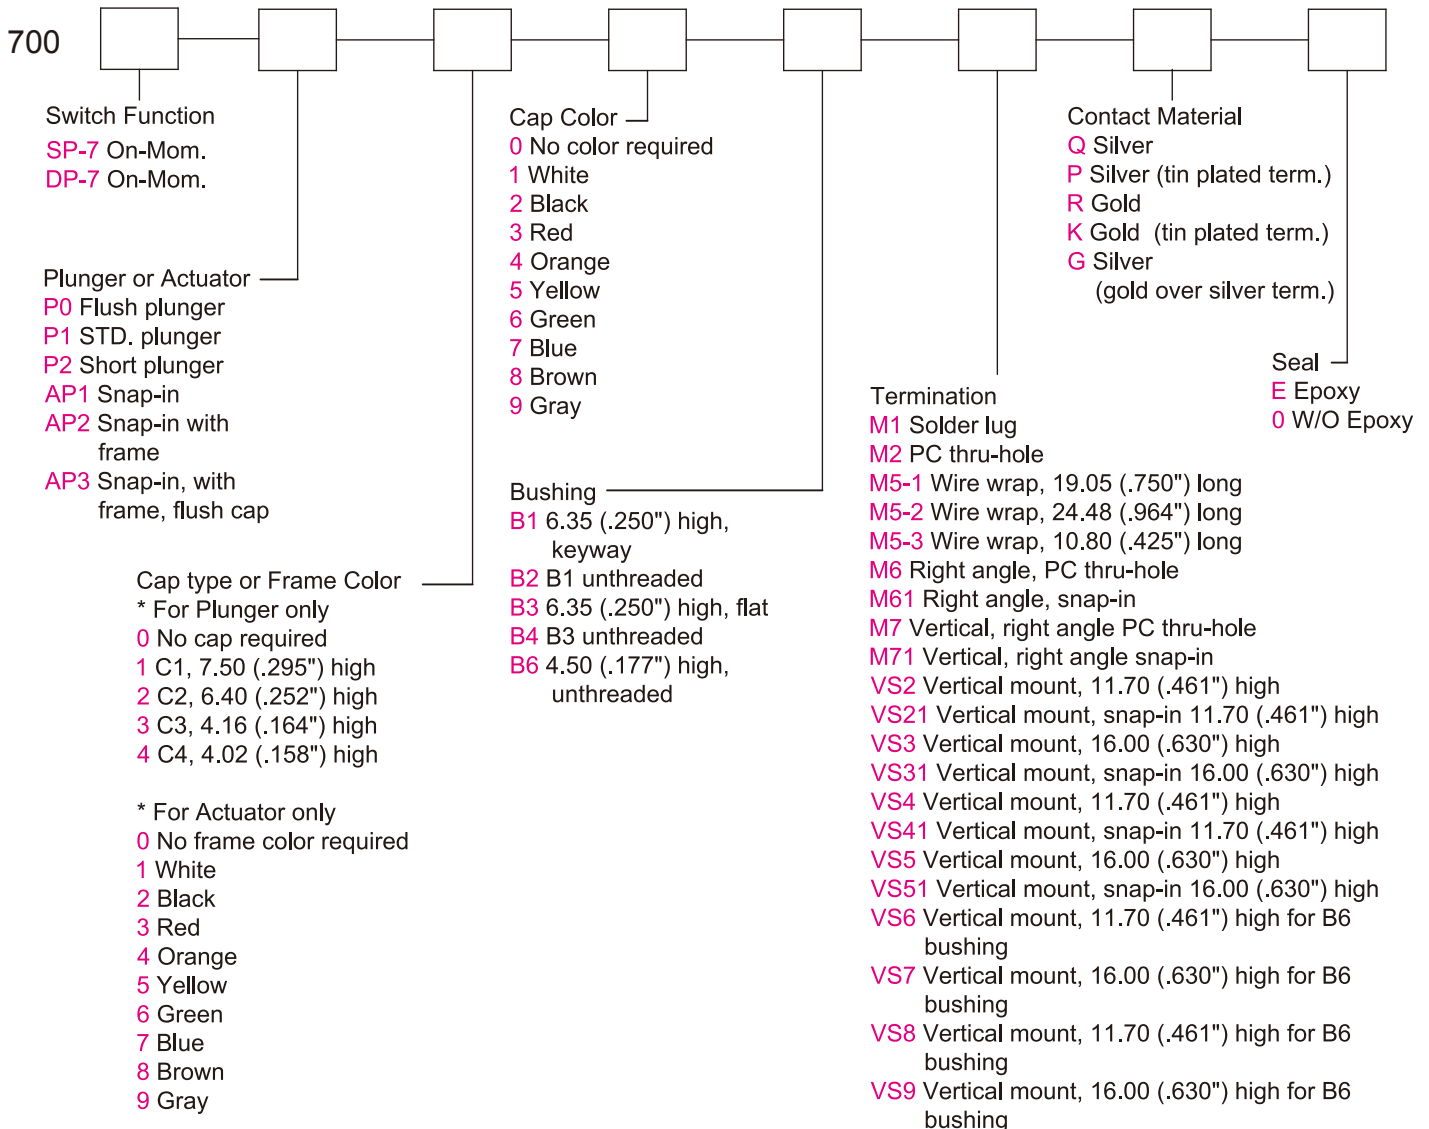 700
Switch Function
SP-7 On-Mom.
DP-7 On-Mom.
Plunger or Actuator
P0 Flush plunger
P1 STD. plunger
P2 Short plunger
AP1 Snap-in
AP2 Snap-in with
frame
AP3 Snap-in, with
frame, flush cap
Cap type or Frame Color
* For Plunger only
0 No cap required
1 C1, 7.50 (.295") high
2 C2, 6.40 (.252") high
3 C3, 4.16 (.164") high
4 C4, 4.02 (.158") high
* For Actuator only
0 No frame color required
1 White
2 Black
3 Red
4 Orange
5 Yellow
6 Green
7 Blue
8 Brown
9 Gray
Cap Color
0 No color required
1 White
2 Black
3 Red
4 Orange
5 Yellow
6 Green
7 Blue
8 Brown
9 Gray
Bushing
B1 6.35 (.250") high,
keyway
B2 B1 unthreaded
B3 6.35 (.250") high, flat
B4 B3 unthreaded
B6 4.50 (.177") high,
unthreaded
Termination
M1 Solder lug
M2 PC thru-hole
M5-1 Wire wrap, 19.05 (.750") long
M5-2 Wire wrap, 24.48 (.964") long
M5-3 Wire wrap, 10.80 (.425") long
M6 Right angle, PC thru-hole
M61 Right angle, snap-in
M7 Vertical, right angle PC thru-hole
M71 Vertical, right angle snap-in
VS2 Vertical mount, 11.70 (.461") high
VS21 Vertical mount, snap-in 11.70 (.461") high
VS3 Vertical mount, 16.00 (.630") high
VS31 Vertical mount, snap-in 16.00 (.630") high
VS4 Vertical mount, 11.70 (.461") high
VS41 Vertical mount, snap-in 11.70 (.461") high
VS5 Vertical mount, 16.00 (.630") high
VS51 Vertical mount, snap-in 16.00 (.630") high
VS6 Vertical mount, 11.70 (.461") high for B6
bushing
VS7 Vertical mount, 16.00 (.630") high for B6
bushing
VS8 Vertical mount, 11.70 (.461") high for B6
bushing
VS9 Vertical mount, 16.00 (.630") high for B6
bushing
Contact Material
Q Silver
P Silver (tin plated term.)
R Gold
K Gold (tin plated term.)
G Silver
(gold over silver term.)
Seal
E Epoxy
0 W/O Epoxy